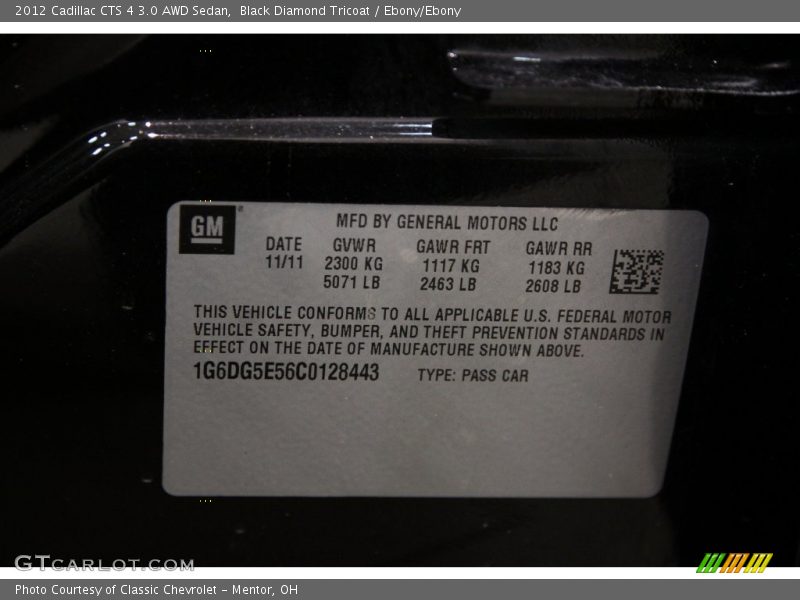 2012 Cadillac CTS 4 3.0 AWD Sedan,  Black Diamond Tricoat / Ebony/Ebony
GM
MFD BY GENERAL MOTORS LLC
DATE GVWR GAWR FRT GAWR RR
11/11 2300 KG 1117 KG 1183 KG
5071 LB 2463 LB 2608 LB
THIS VEHICLE CONFORMS TO ALL APPLICABLE U.S. FEDERAL MOTOR
VEHICLE SAFETY, BUMPER, AND THEFT PREVENTION STANDARDS IN
EFFECT ON THE DATE OF MANUFACTURE SHOWN ABOVE.
1G6DG5E56C0128443 TYPE: PASS CAR
GTCARLOT.COM
Photo Courtesy of Classic Chevrolet – Mentor, OH